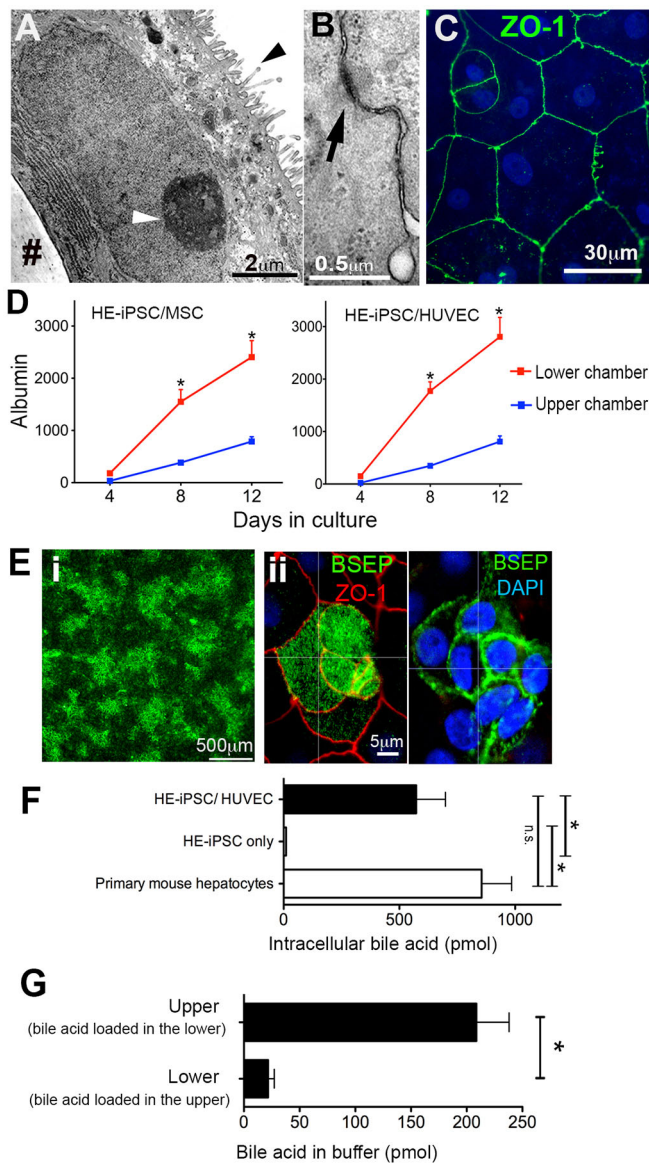 A
B
C
ZO-1
#
2μm
0.5μm
30μm
D
HE-iPSC/MSC
HE-iPSC/HUVEC
Albumin
3000
2000
1000
0
*
*
4
8
12
3000
2000
1000
0
*
*
4
8
12
Lower chamber
Upper chamber
Days in culture
E
i
500μm
ii
BSEP
ZO-1
5μm
BSEP
DAPI
F
HE-iPSC/ HUVEC
HE-iPSC only
Primary mouse hepatocytes
n.s.
*
*
0
500
1000
Intracellular bile acid (pmol)
G
Upper
(bile acid loaded in the lower)
Lower
(bile acid loaded in the upper)
*
0
50
100
150
200
250
Bile acid in buffer (pmol)